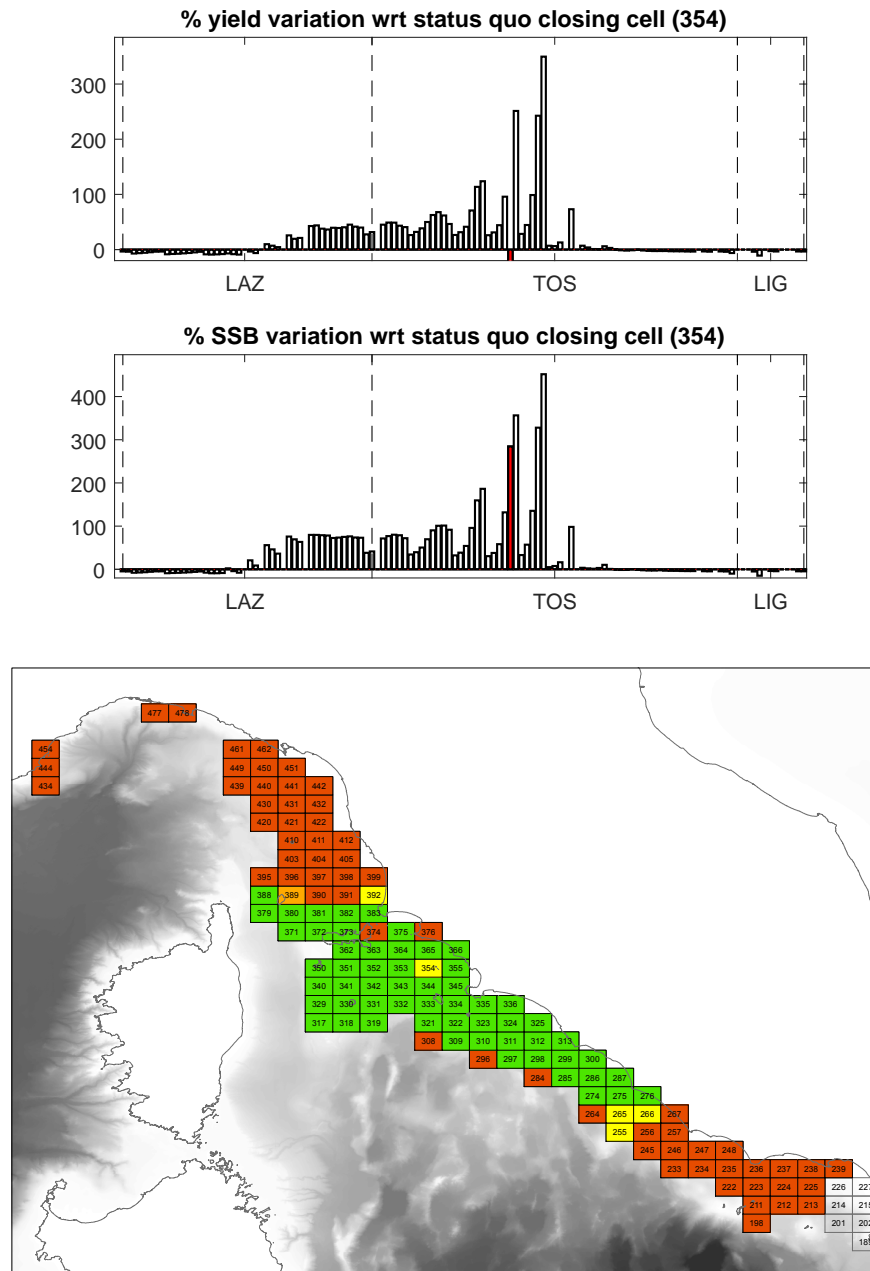 % yield variation wrt status quo closing cell (354)
300
200
100
0
LAZ TOS LIG
% SSB variation wrt status quo closing cell (354)
400
300
200
100
0
LAZ TOS LIG
477 478
454 461 462
444 449 450 451
434 439 440 441 442
430 431 432
420 421 422
410 411 412
403 404 405
395 396 397 398 399
388 389 390 391 392
379 380 381 382 383
371 372 373 374 375 376
362 363 364 365 366
350 351 352 353 354 355
340 341 342 343 344 345
329 330 331 332 333 334 335 336
317 318 319 321 322 323 324 325
308 309 310 311 312 313
296 297 298 299 300
284 285 286 287
274 275 276
264 265 266 267
255 256 257
245 246 247 248
233 234 235 236 237 238 239
222 223 224 225 226 227
211 212 213 214 215
198 201 202
189